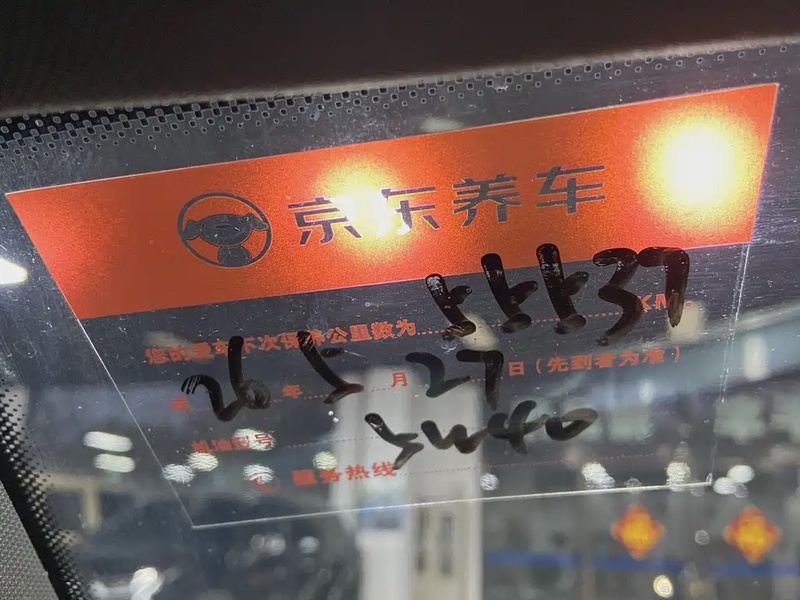 京东养车
您的爱车下次保养公里数为 55537 KM
或 26 年 5 月 27 日（先到者为准）
机油型号 5W40
服务热线